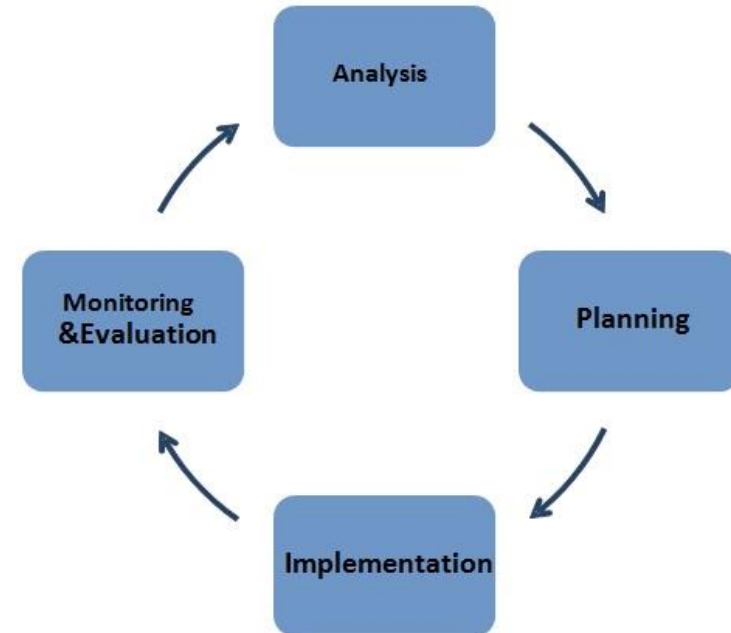 Analysis
Planning
Implementation
Monitoring
&Evaluation